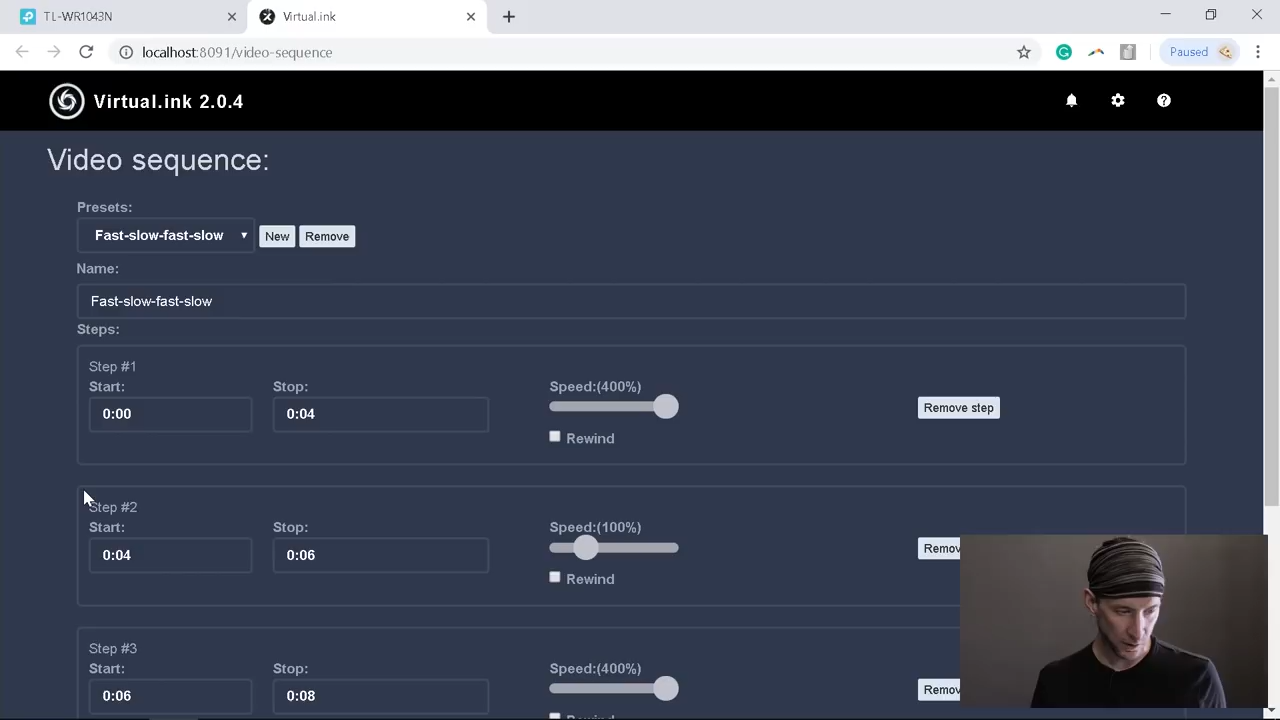 TL-WR1043N
Virtual.ink
localhost:8091/video-sequence
Paused
Virtual.ink 2.0.4
Video sequence:
Presets:
Fast-slow-fast-slow
New
Remove
Name:
Fast-slow-fast-slow
Steps:
Step #1
Start:
Stop:
Speed:(400%)
0:00
0:04
Remove step
Rewind
Step #2
Start:
Stop:
Speed:(100%)
0:04
0:06
Remov
Rewind
Step #3
Start:
Stop:
Speed:(400%)
0:06
0:08
Remov
Rewind